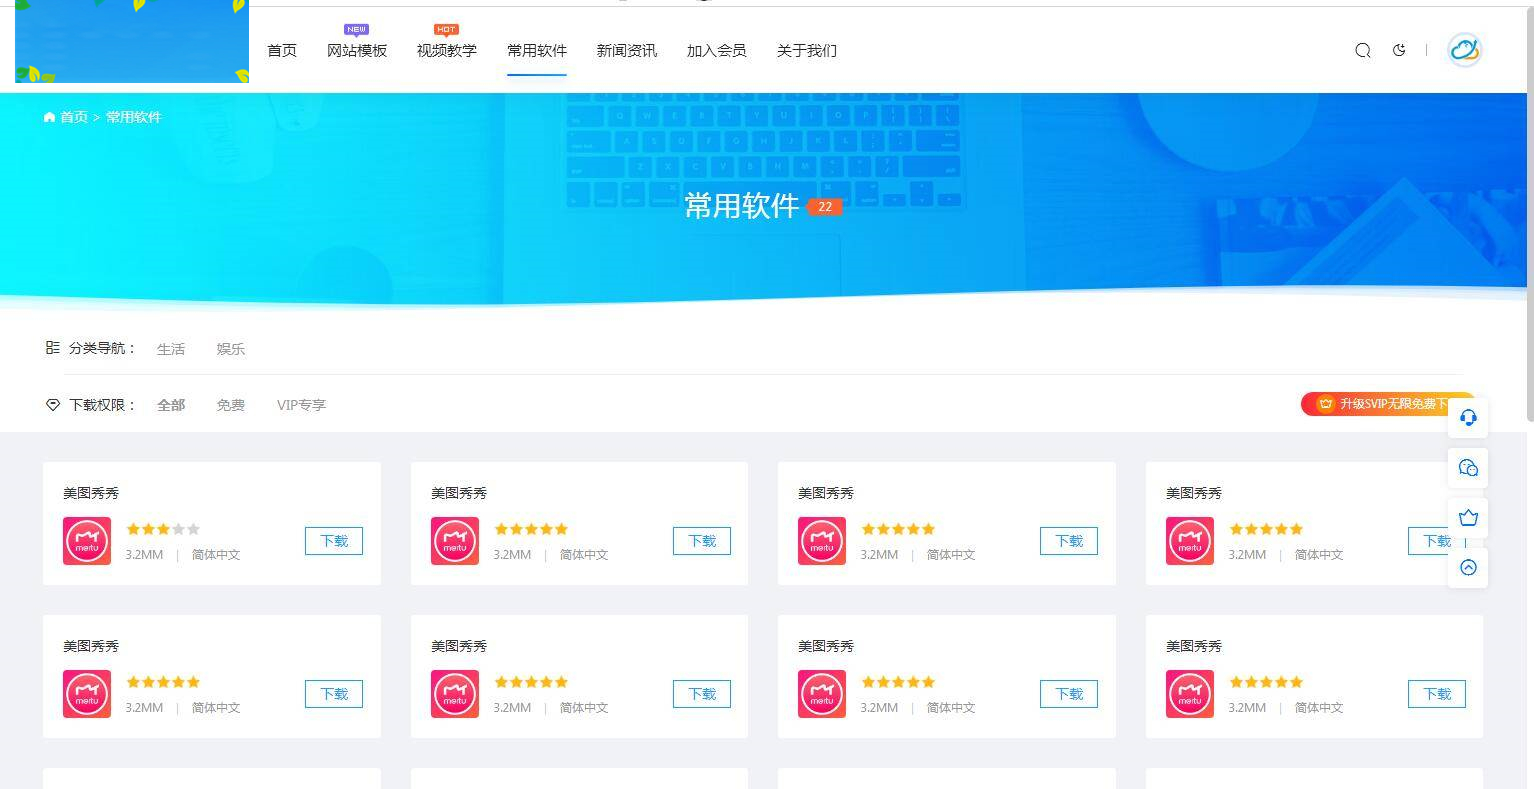 NEW HOT
首页 网站模板 视频教学 常用软件 新闻资讯 加入会员 关于我们
首页 > 常用软件
常用软件 22
分类导航： 生活 娱乐
下载权限： 全部 免费 VIP专享 升级SVIP无限免费下
美图秀秀 美图秀秀 美图秀秀 美图秀秀
meitu 3.2MM | 简体中文 下载 meitu 3.2MM | 简体中文 下载 meitu 3.2MM | 简体中文 下载 meitu 3.2MM | 简体中文 下载
美图秀秀 美图秀秀 美图秀秀 美图秀秀
meitu 3.2MM | 简体中文 下载 meitu 3.2MM | 简体中文 下载 meitu 3.2MM | 简体中文 下载 meitu 3.2MM | 简体中文 下载